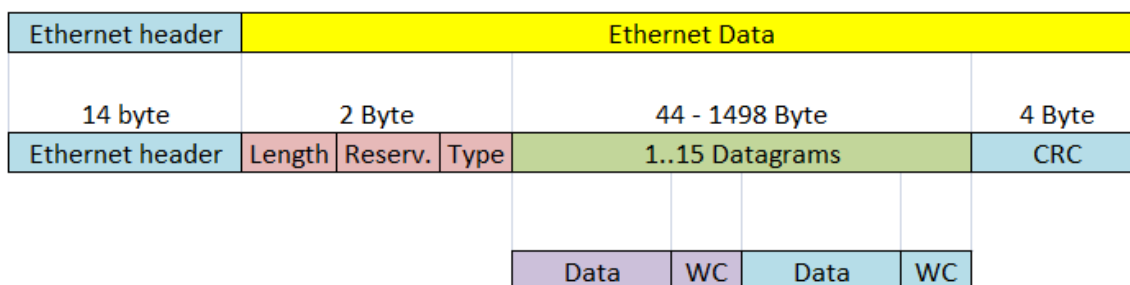 Ethernet header Ethernet Data
14 byte 2 Byte 44 - 1498 Byte 4 Byte
Ethernet header Length Reserv. Type 1..15 Datagrams CRC
Data WC Data WC